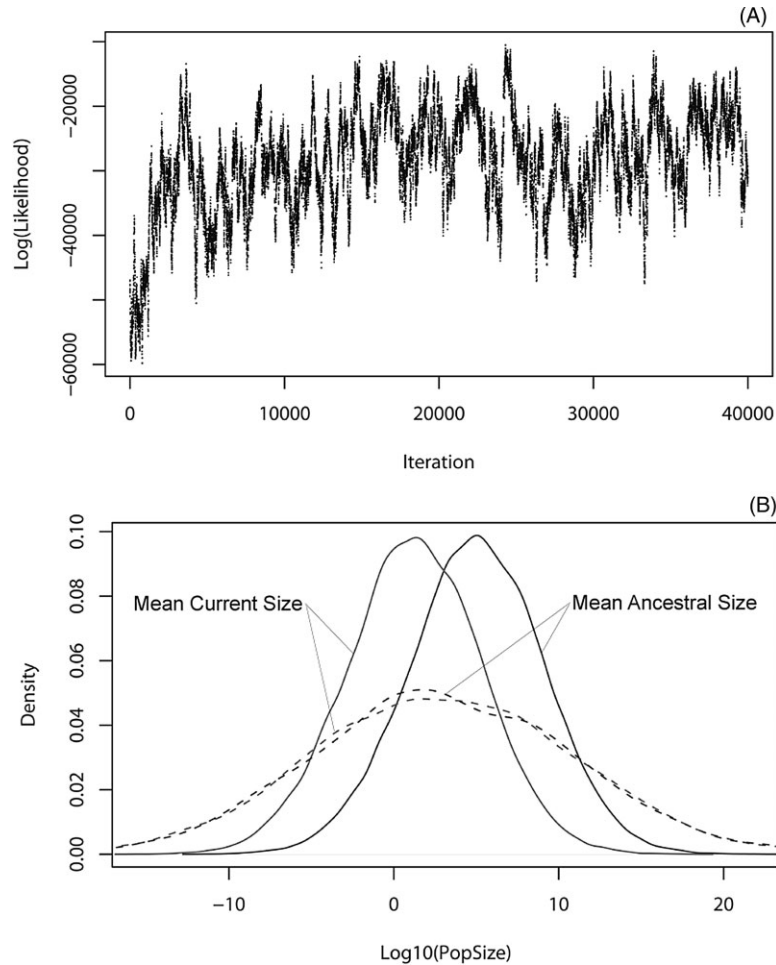 (A)
Log(Likelihood)
−20000
−40000
−60000
0 10000 20000 30000 40000
Iteration
(B)
Density
0.10
0.08
0.06
0.04
0.02
0.00
Mean Current Size Mean Ancestral Size
−10 0 10 20
Log10(PopSize)